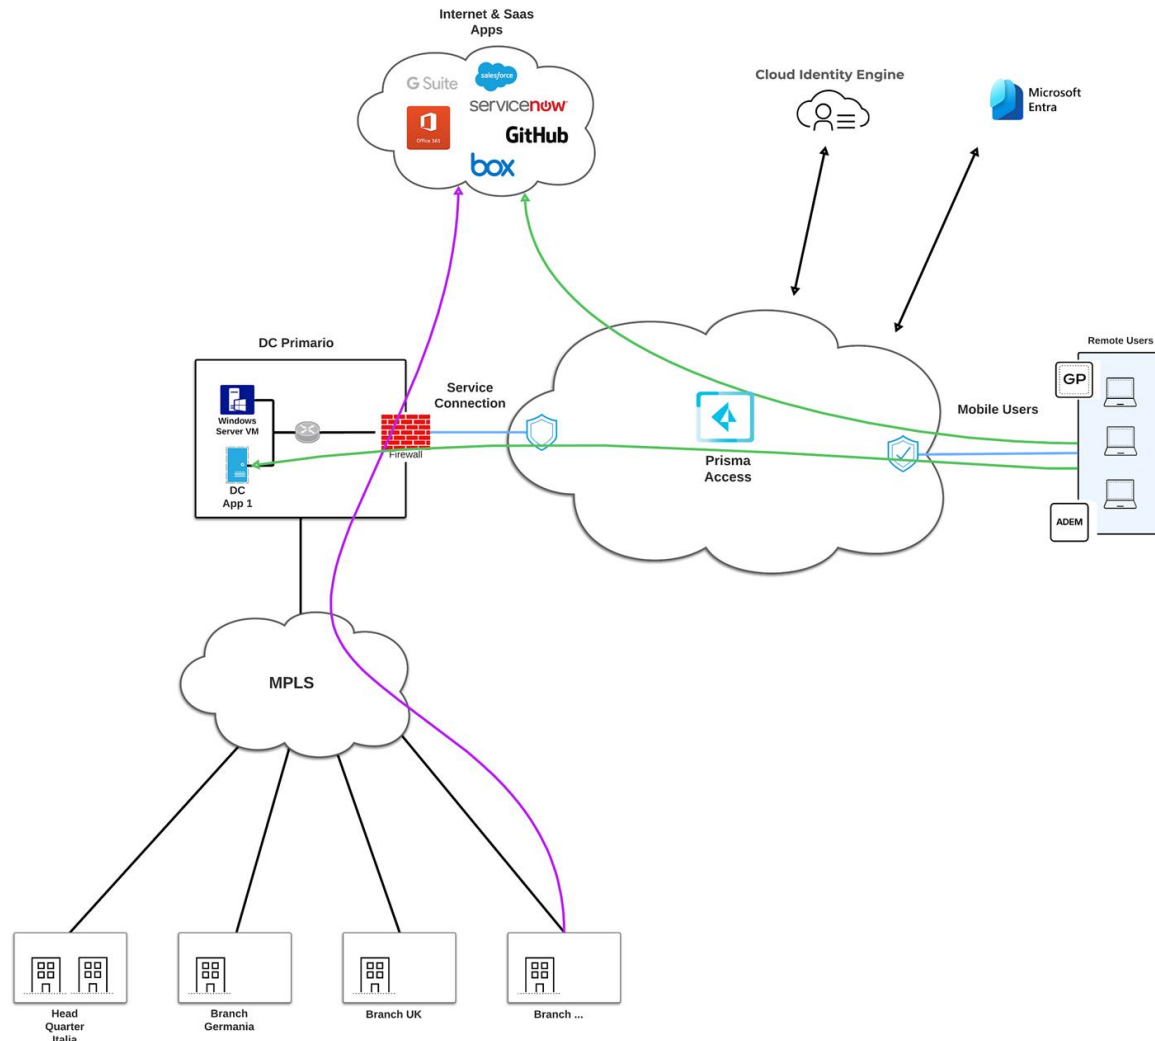 Internet & Saas
Apps
G Suite
salesforce
servicenow
Office 365
GitHub
box
Cloud Identity Engine
Microsoft
Entra
DC Primario
Windows
Server VM
DC
App 1
Firewall
Service
Connection
Prisma
Access
Mobile Users
Remote Users
GP
ADEM
MPLS
Head
Quarter
Italia
Branch
Germania
Branch UK
Branch ...